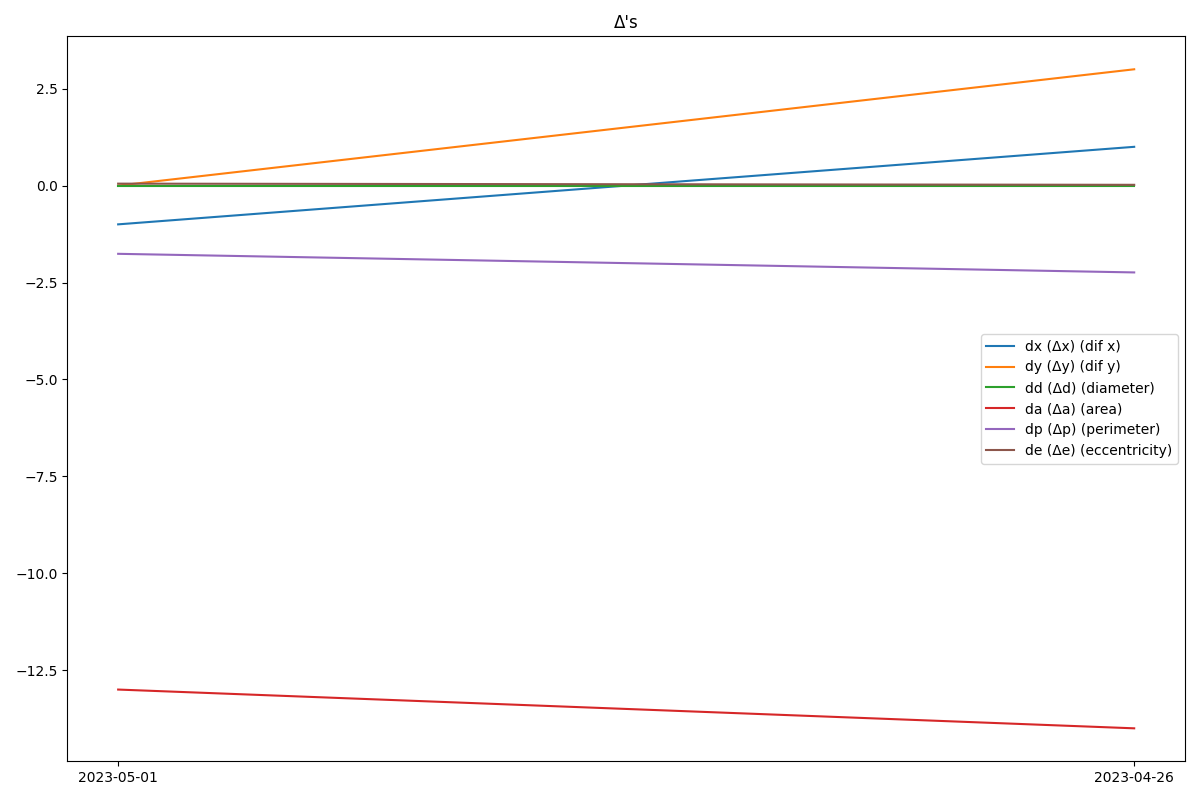 Δ's
2.5
0.0
−2.5
−5.0
−7.5
−10.0
−12.5
dx (Δx) (dif x)
dy (Δy) (dif y)
dd (Δd) (diameter)
da (Δa) (area)
dp (Δp) (perimeter)
de (Δe) (eccentricity)
2023-05-01
2023-04-26